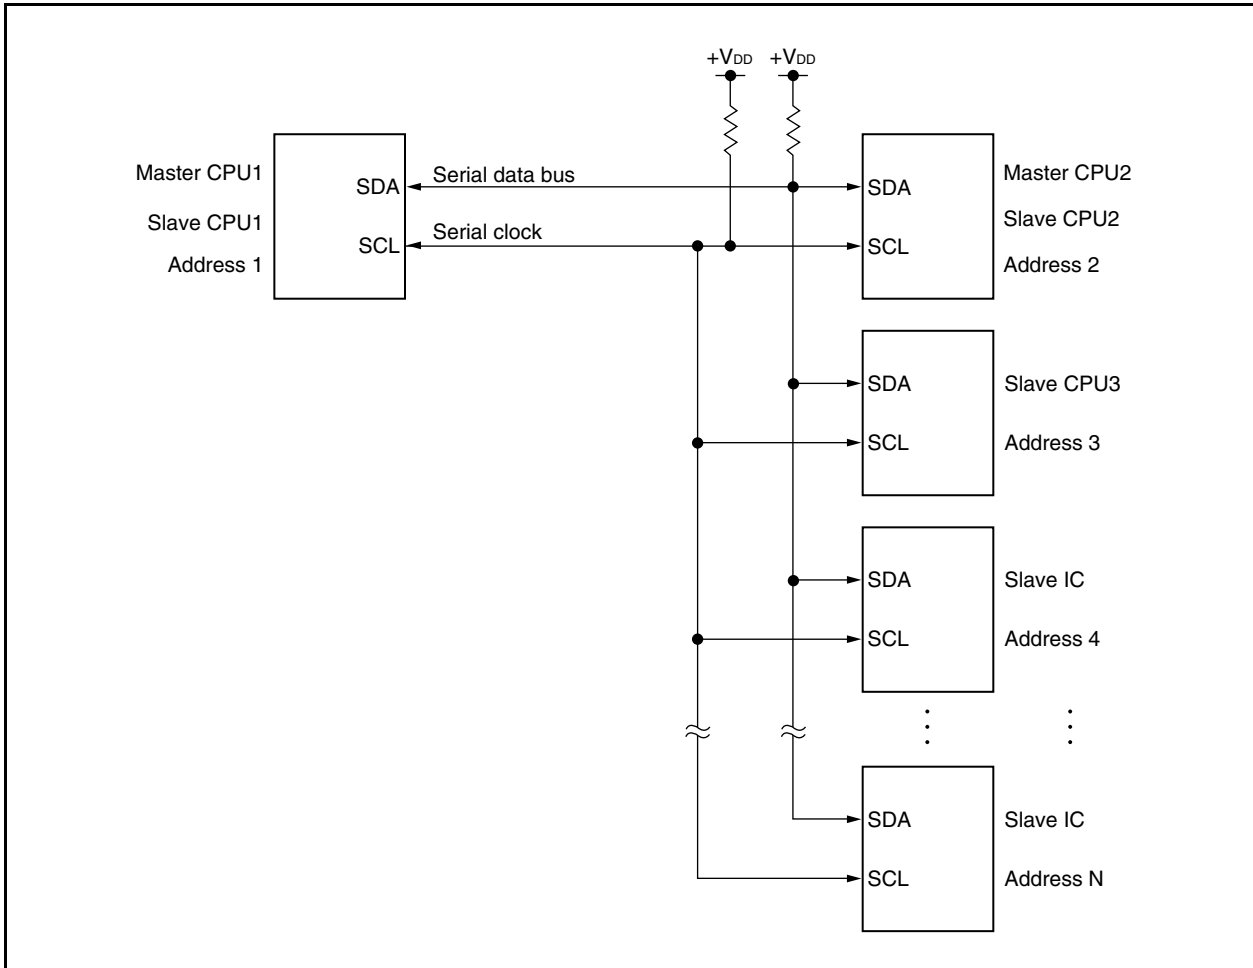 +VDD
+VDD
Master CPU1
Slave CPU1
Address 1
SDA
SCL
Serial data bus
Serial clock
SDA
SCL
Master CPU2
Slave CPU2
Address 2
SDA
SCL
Slave CPU3
Address 3
SDA
SCL
Slave IC
Address 4
SDA
SCL
Slave IC
Address N